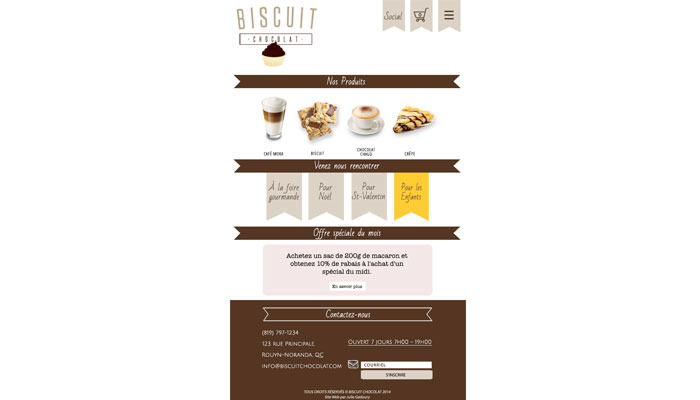 BISCUIT
· CHOCOLAT ·
Social
Nos Produits
CAFÉ MOKA
BISCUIT
CHOCOLAT
CHAUD
CRÊPE
Venez nous rencontrer
À la foire
gourmande
Pour
Noël
Pour
St-Valentin
Pour les
Enfants
Offre spéciale du mois
Achetez un sac de 200g de macaron et
obtenez 10% de rabais à l'achat d'un
spécial du midi.
En savoir plus
Contactez-nous
(819) 797-1234
123 rue Principale,
Rouyn-Noranda, QC
info@biscuitchocolat.com
Ouvert 7 jours 7h00 - 19h00
COURRIEL
S'INSCRIRE
TOUS DROITS RÉSERVÉS © BISCUIT CHOCOLAT 2014
Site Web par Julie Gadoury